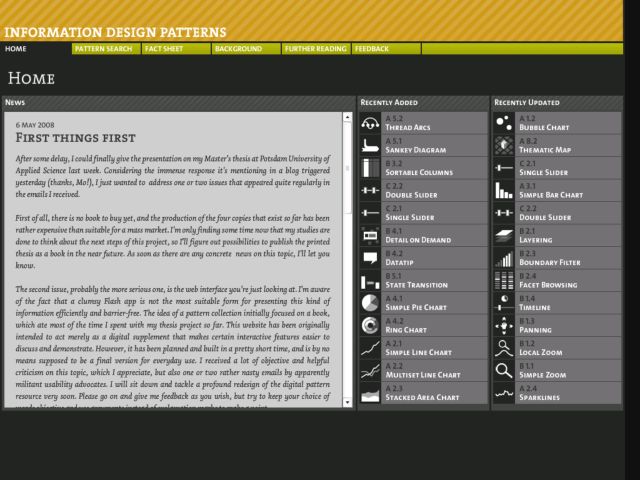 INFORMATION DESIGN PATTERNS
HOME
PATTERN SEARCH
FACT SHEET
BACKGROUND
FURTHER READING
FEEDBACK
HOME
NEWS
6 MAY 2008
FIRST THINGS FIRST
After some delay, I could finally give the presentation on my Master's thesis at Potsdam University of
Applied Science last week. Considering the immense response it's mentioning in a blog triggered
yesterday (thanks, Mo!), I just wanted to address one or two issues that appeared quite regularly in
the emails I received.
First of all, there is no book to buy yet, and the production of the four copies that exist so far has been
rather expensive than suitable for a mass market. I'm only finding some time now that my studies are
done to think about the next steps of this project, so I'll figure out possibilities to publish the printed
thesis as a book in the near future. As soon as there are any concrete news on this topic, I'll let you
know.
The second issue, probably the more serious one, is the web interface you're just looking at. I'm aware
of the fact that a clumsy Flash app is not the most suitable form for presenting this kind of
information efficiently and barrier-free. The idea of a pattern collection initially focused on a book,
which ate most of the time I spent with my thesis project so far. This website has been originally
intended to act merely as a digital supplement that makes certain interactive features easier to
discuss and demonstrate. However, it has been planned and built in a pretty short time, and is by no
means supposed to be a final version for everyday use. I received a lot of objective and helpful
criticism on this topic, which I appreciate, but also one or two rather nasty emails by apparently
militant usability advocates. I will sit down and tackle a profound redesign of the digital pattern
resource very soon. Please go on and give me feedback as you wish, but try to keep your choice of
RECENTLY ADDED
A 5.2
THREAD ARCS
A 5.1
SANKEY DIAGRAM
B 3.2
SORTABLE COLUMNS
C 2.2
DOUBLE SLIDER
C 2.1
SINGLE SLIDER
B 4.1
DETAIL ON DEMAND
B 4.2
DATATIP
B 5.1
STATE TRANSITION
A 4.1
SIMPLE PIE CHART
A 4.2
RING CHART
A 2.1
SIMPLE LINE CHART
A 2.2
MULTISET LINE CHART
A 2.3
STACKED AREA CHART
RECENTLY UPDATED
A 1.2
BUBBLE CHART
A 8.2
THEMATIC MAP
C 2.1
SINGLE SLIDER
A 3.1
SIMPLE BAR CHART
C 2.2
DOUBLE SLIDER
B 2.1
LAYERING
B 2.3
BOUNDARY FILTER
B 2.4
FACET BROWSING
B 1.4
TIMELINE
B 1.3
PANNING
B 1.2
LOCAL ZOOM
B 1.1
SIMPLE ZOOM
A 2.4
SPARKLINES